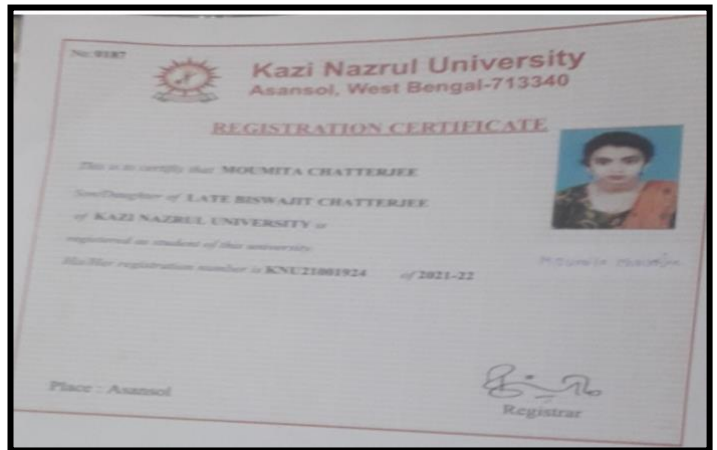 No: 0187
Kazi Nazrul University
Asansol, West Bengal-713340
REGISTRATION CERTIFICATE
This is to certify that MOUMITA CHATTERJEE
Son/Daughter of LATE BISWAJIT CHATTERJEE
of KAZI NAZRUL UNIVERSITY is
registered as student of this university.
His/Her registration number is KNU21001924 of 2021-22
Place : Asansol
Registrar